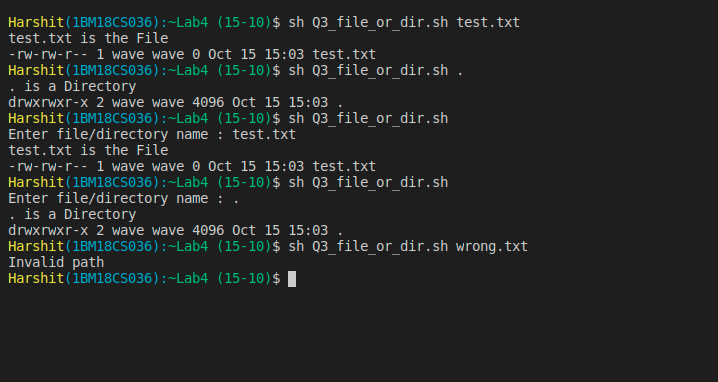 Harshit(1BM18CS036):~Lab4 (15-10)$ sh Q3_file_or_dir.sh test.txt
test.txt is the File
-rw-rw-r-- 1 wave wave 0 Oct 15 15:03 test.txt
Harshit(1BM18CS036):~Lab4 (15-10)$ sh Q3_file_or_dir.sh .
. is a Directory
drwxrwxr-x 2 wave wave 4096 Oct 15 15:03 .
Harshit(1BM18CS036):~Lab4 (15-10)$ sh Q3_file_or_dir.sh
Enter file/directory name : test.txt
test.txt is the File
-rw-rw-r-- 1 wave wave 0 Oct 15 15:03 test.txt
Harshit(1BM18CS036):~Lab4 (15-10)$ sh Q3_file_or_dir.sh
Enter file/directory name : .
. is a Directory
drwxrwxr-x 2 wave wave 4096 Oct 15 15:03 .
Harshit(1BM18CS036):~Lab4 (15-10)$ sh Q3_file_or_dir.sh wrong.txt
Invalid path
Harshit(1BM18CS036):~Lab4 (15-10)$